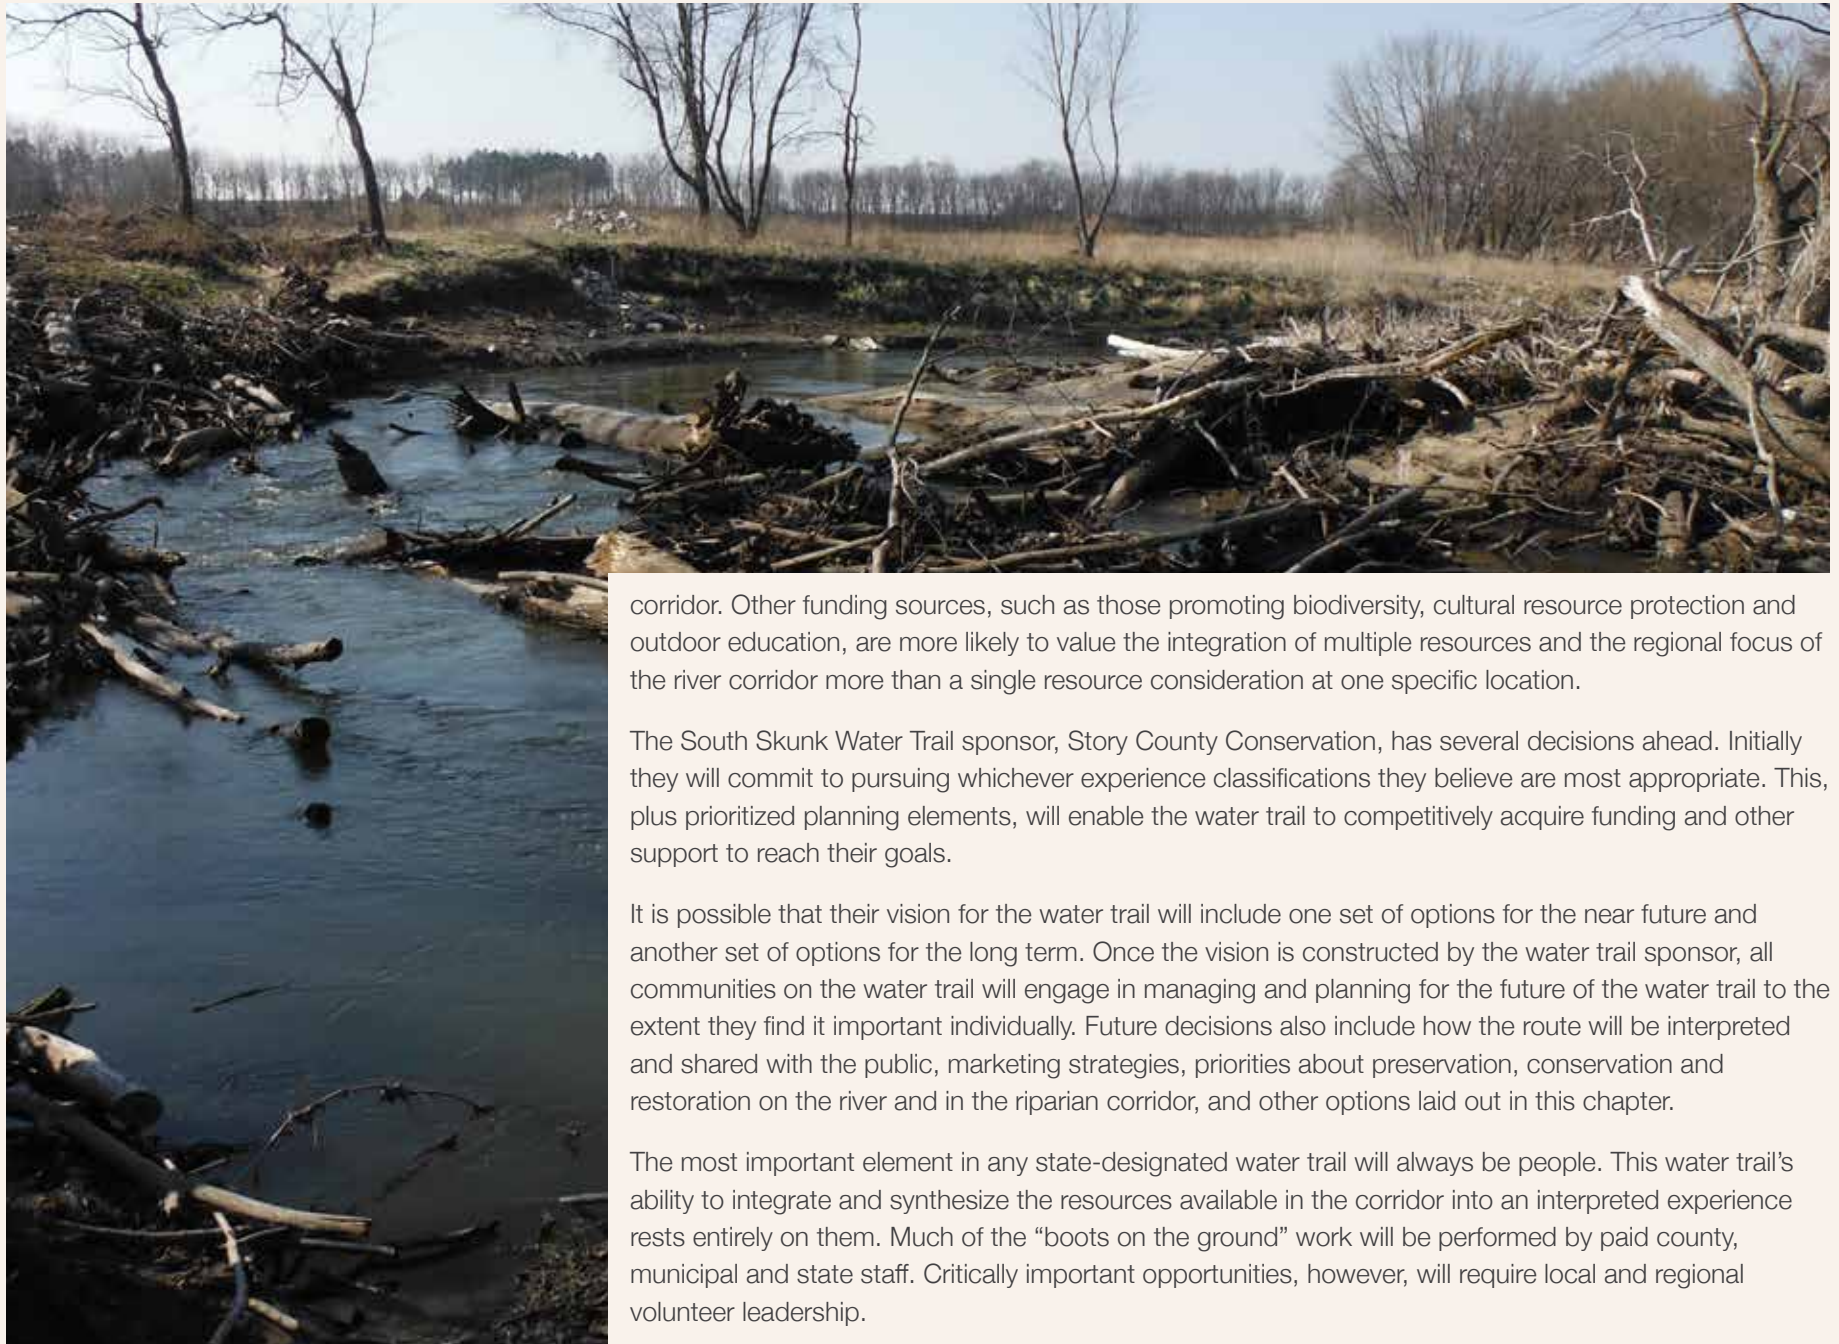 corridor. Other funding sources, such as those promoting biodiversity, cultural resource protection and
outdoor education, are more likely to value the integration of multiple resources and the regional focus of
the river corridor more than a single resource consideration at one specific location.
The South Skunk Water Trail sponsor, Story County Conservation, has several decisions ahead. Initially
they will commit to pursuing whichever experience classifications they believe are most appropriate. This,
plus prioritized planning elements, will enable the water trail to competitively acquire funding and other
support to reach their goals.
It is possible that their vision for the water trail will include one set of options for the near future and
another set of options for the long term. Once the vision is constructed by the water trail sponsor, all
communities on the water trail will engage in managing and planning for the future of the water trail to the
extent they find it important individually. Future decisions also include how the route will be interpreted
and shared with the public, marketing strategies, priorities about preservation, conservation and
restoration on the river and in the riparian corridor, and other options laid out in this chapter.
The most important element in any state-designated water trail will always be people. This water trail’s
ability to integrate and synthesize the resources available in the corridor into an interpreted experience
rests entirely on them. Much of the “boots on the ground” work will be performed by paid county,
municipal and state staff. Critically important opportunities, however, will require local and regional
volunteer leadership.